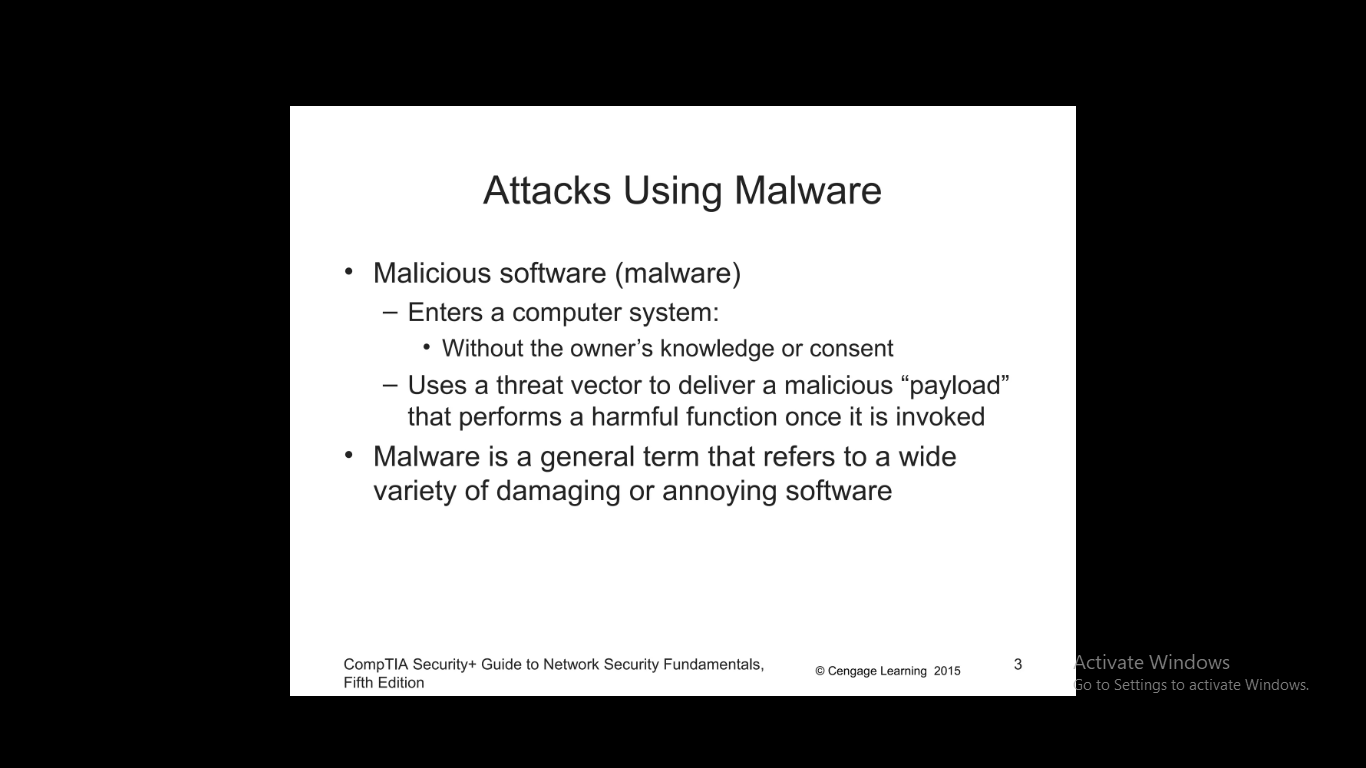 Attacks Using Malware
• Malicious software (malware)
– Enters a computer system:
• Without the owner’s knowledge or consent
– Uses a threat vector to deliver a malicious “payload”
that performs a harmful function once it is invoked
• Malware is a general term that refers to a wide
variety of damaging or annoying software
CompTIA Security+ Guide to Network Security Fundamentals,
Fifth Edition
© Cengage Learning 2015
3
Activate Windows
Go to Settings to activate Windows.